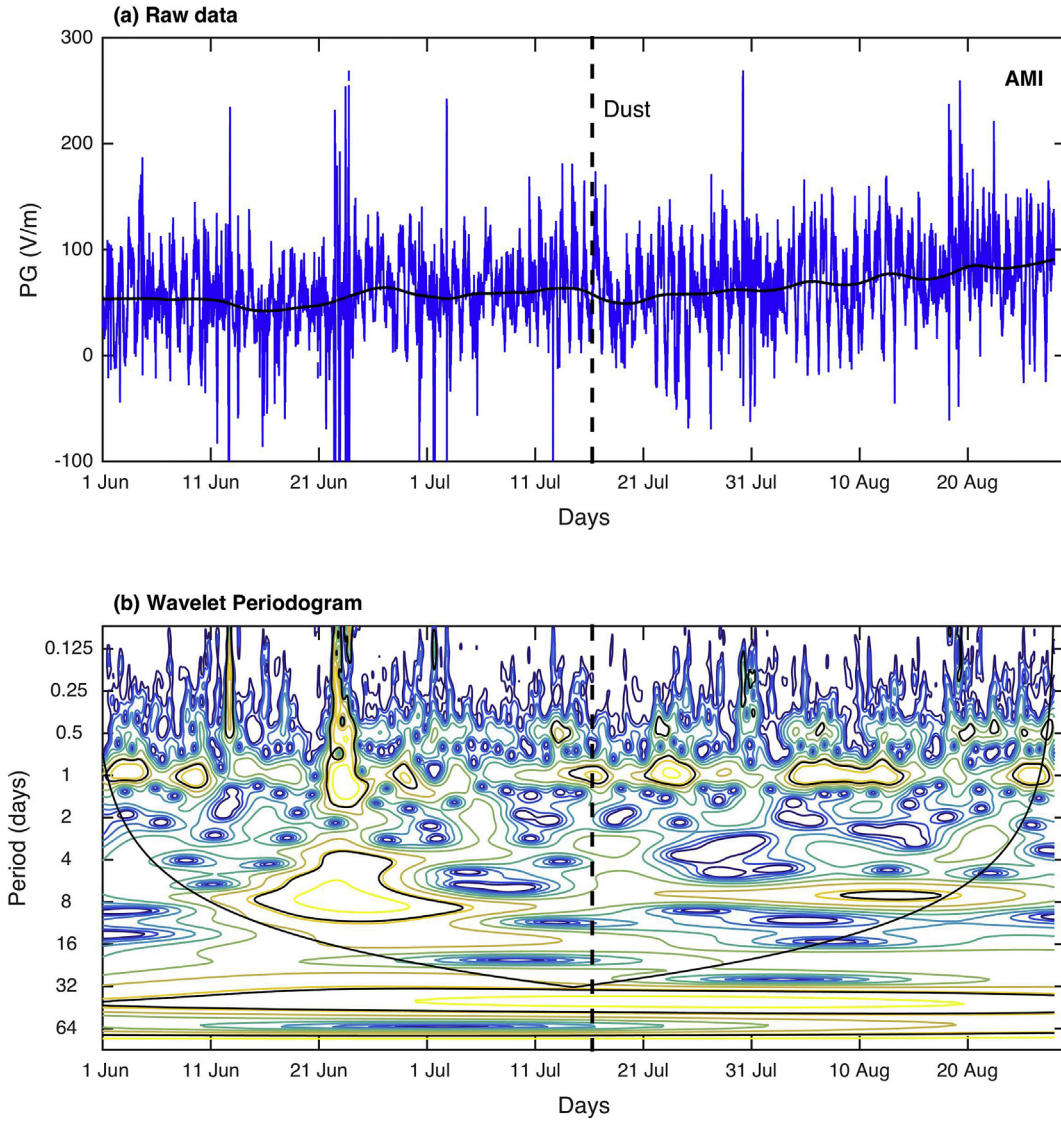 (a) Raw data
300
AMI
Dust
200
PG (V/m)
100
0
-100
1 Jun 11 Jun 21 Jun 1 Jul 11 Jul 21 Jul 31 Jul 10 Aug 20 Aug
Days
(b) Wavelet Periodogram
0.125
0.25
0.5
1
2
Period (days)
4
8
16
32
64
1 Jun 11 Jun 21 Jun 1 Jul 11 Jul 21 Jul 31 Jul 10 Aug 20 Aug
Days